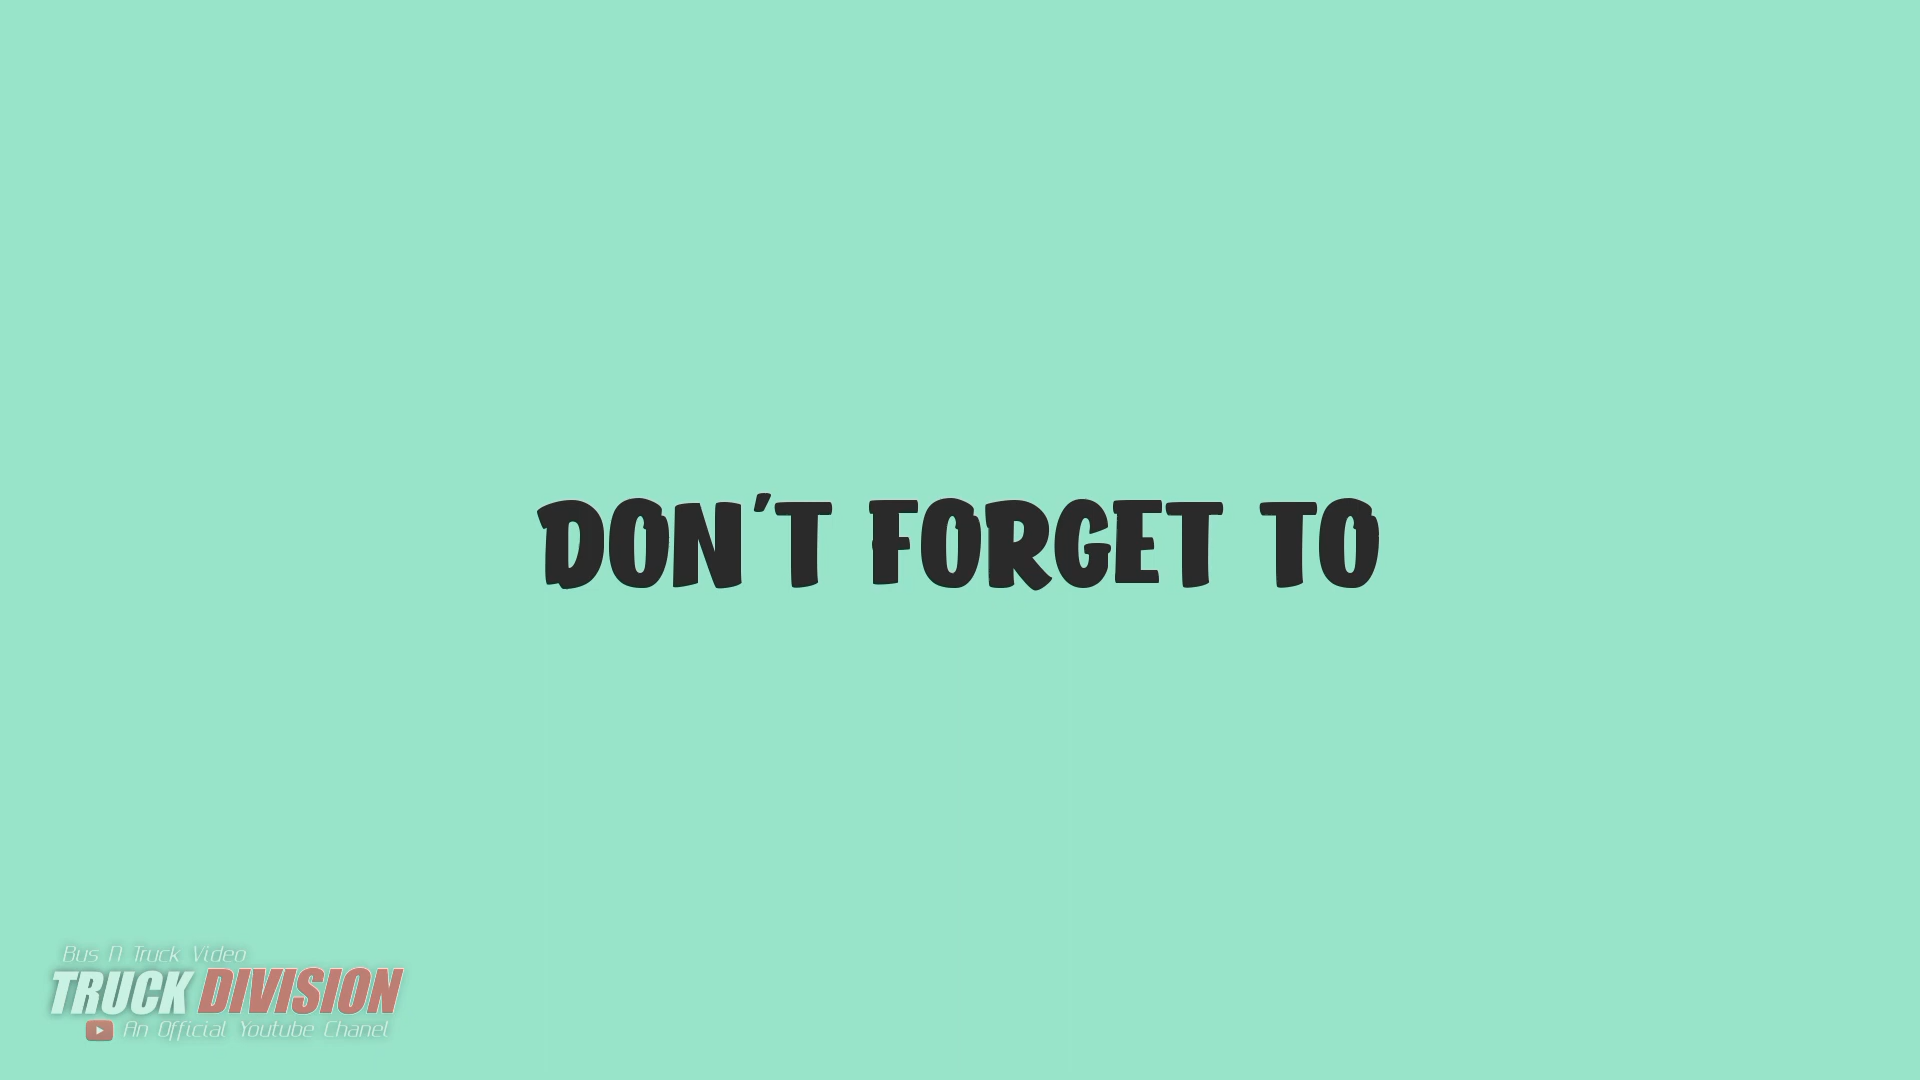 DON'T FORGET TO
Bus N Truck Video
TRUCK DIVISION
An Official Youtube Chanel